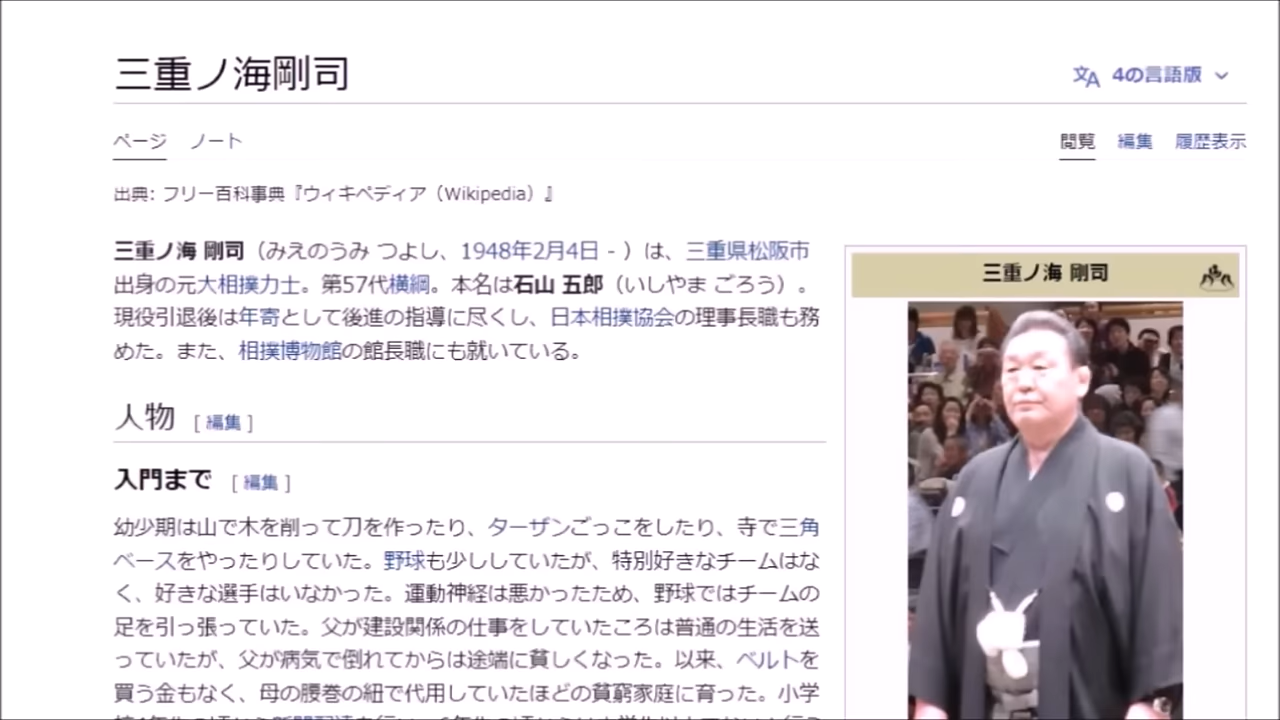 三重ノ海剛司
4の言語版
ページ ノート
閲覧 編集 履歴表示
出典: フリー百科事典『ウィキペディア（Wikipedia）』
三重ノ海 剛司（みえのうみ つよし、1948年2月4日 - ）は、三重県松阪市
出身の元大相撲力士。第57代横綱。本名は石山 五郎（いしやま ごろう）。
現役引退後は年寄として後進の指導に尽くし、日本相撲協会の理事長職も務
めた。また、相撲博物館の館長職にも就いている。
三重ノ海 剛司
人物 [ 編集 ]
入門まで [ 編集 ]
幼少期は山で木を削って刀を作ったり、ターザンごっこをしたり、寺で三角
ベースをやったりしていた。野球も少ししていたが、特別好きなチームはな
く、好きな選手はいなかった。運動神経は悪かったため、野球ではチームの
足を引っ張っていた。父が建設関係の仕事をしていたころは普通の生活を送
っていたが、父が病気で倒れてからは途端に貧しくなった。以来、ベルトを
買う金もなく、母の腰巻の紐で代用していたほどの貧窮家庭に育った。小学